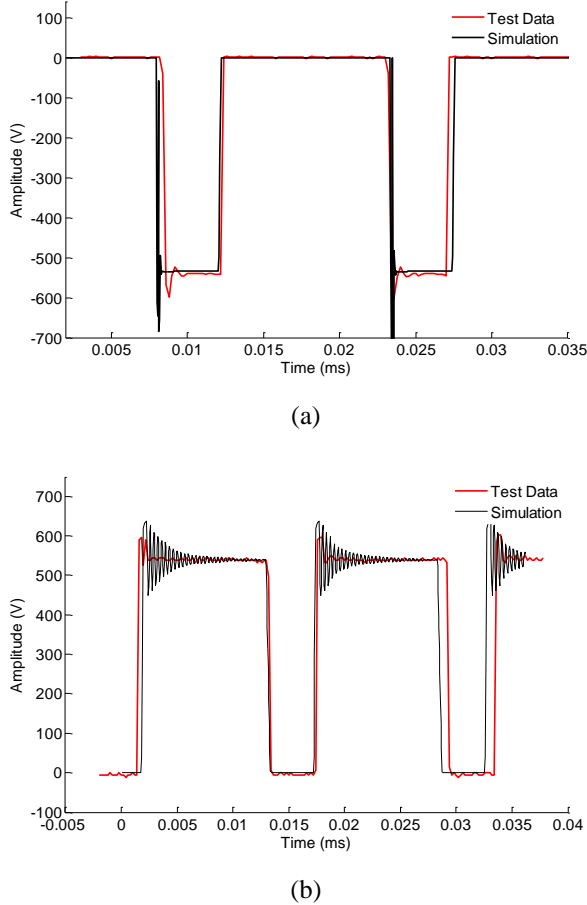 100
0
-100
-200
-300
-400
-500
-600
-700
Amplitude (V)
Test Data
Simulation
0.005 0.01 0.015 0.02 0.025 0.03 0.035
Time (ms)
(a)
700
600
500
400
300
200
100
0
-100
Amplitude (V)
Test Data
Simulation
-0.005 0 0.005 0.01 0.015 0.02 0.025 0.03 0.035 0.04
Time (ms)
(b)